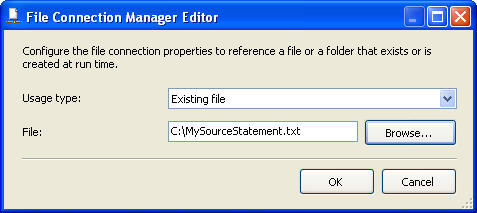 File Connection Manager Editor
Configure the file connection properties to reference a file or a folder that exists or is
created at run time.
Usage type: Existing file
File: C:\MySourceStatement.txt Browse...
OK Cancel